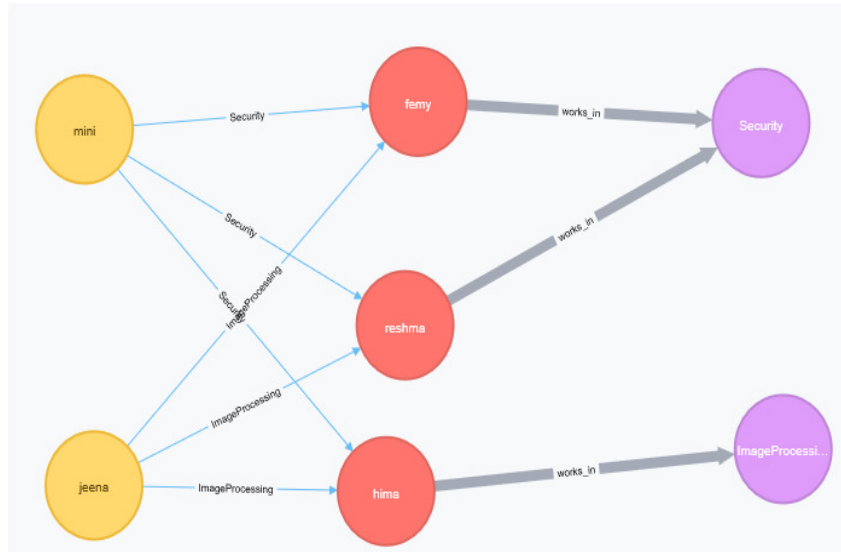 mini
Security
femy
works_in
Security
Security
works_in
Security
ImageProcessing
reshma
ImageProcessing
jeena
ImageProcessing
hima
works_in
ImageProcessi...